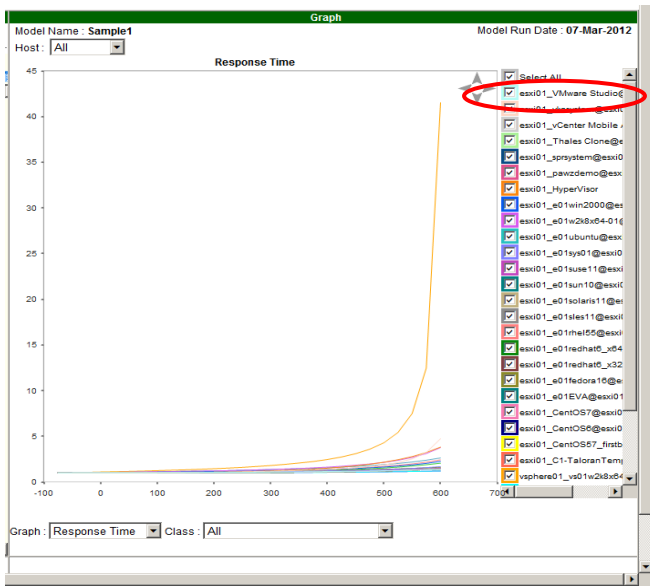 Graph
Model Name : Sample1
Model Run Date : 07-Mar-2012
Host : All
Response Time
45
40
35
30
25
20
15
10
5
0
-100 0 100 200 300 400 500 600 700
Select All
esxi01_VMware Studio@
esxi01_vCenter Mobile
esxi01_Thales Clone@e
esxi01_sprsystem@esxi0
esxi01_pawzdemo@esx
esxi01_HyperVisor
esxi01_e01win2000@es
esxi01_e01w2k8x64-01@
esxi01_e01ubuntu@esx
esxi01_e01sys01@esxi0
esxi01_e01suse11@esxi
esxi01_e01sun10@esxi0
esxi01_e01solaris11@es
esxi01_e01sles11@esxi0
esxi01_e01rhel55@esxi
esxi01_e01redhat6_x64
esxi01_e01redhat6_x32
esxi01_e01fedora16@e
esxi01_e01EVA@esxi01
esxi01_CentOS7@esxi0
esxi01_CentOS6@esxi0
esxi01_CentOS57_firstb
esxi01_C1-TaloranTemp
vsphere01_vs01w2k8x64
Graph : Response Time Class : All